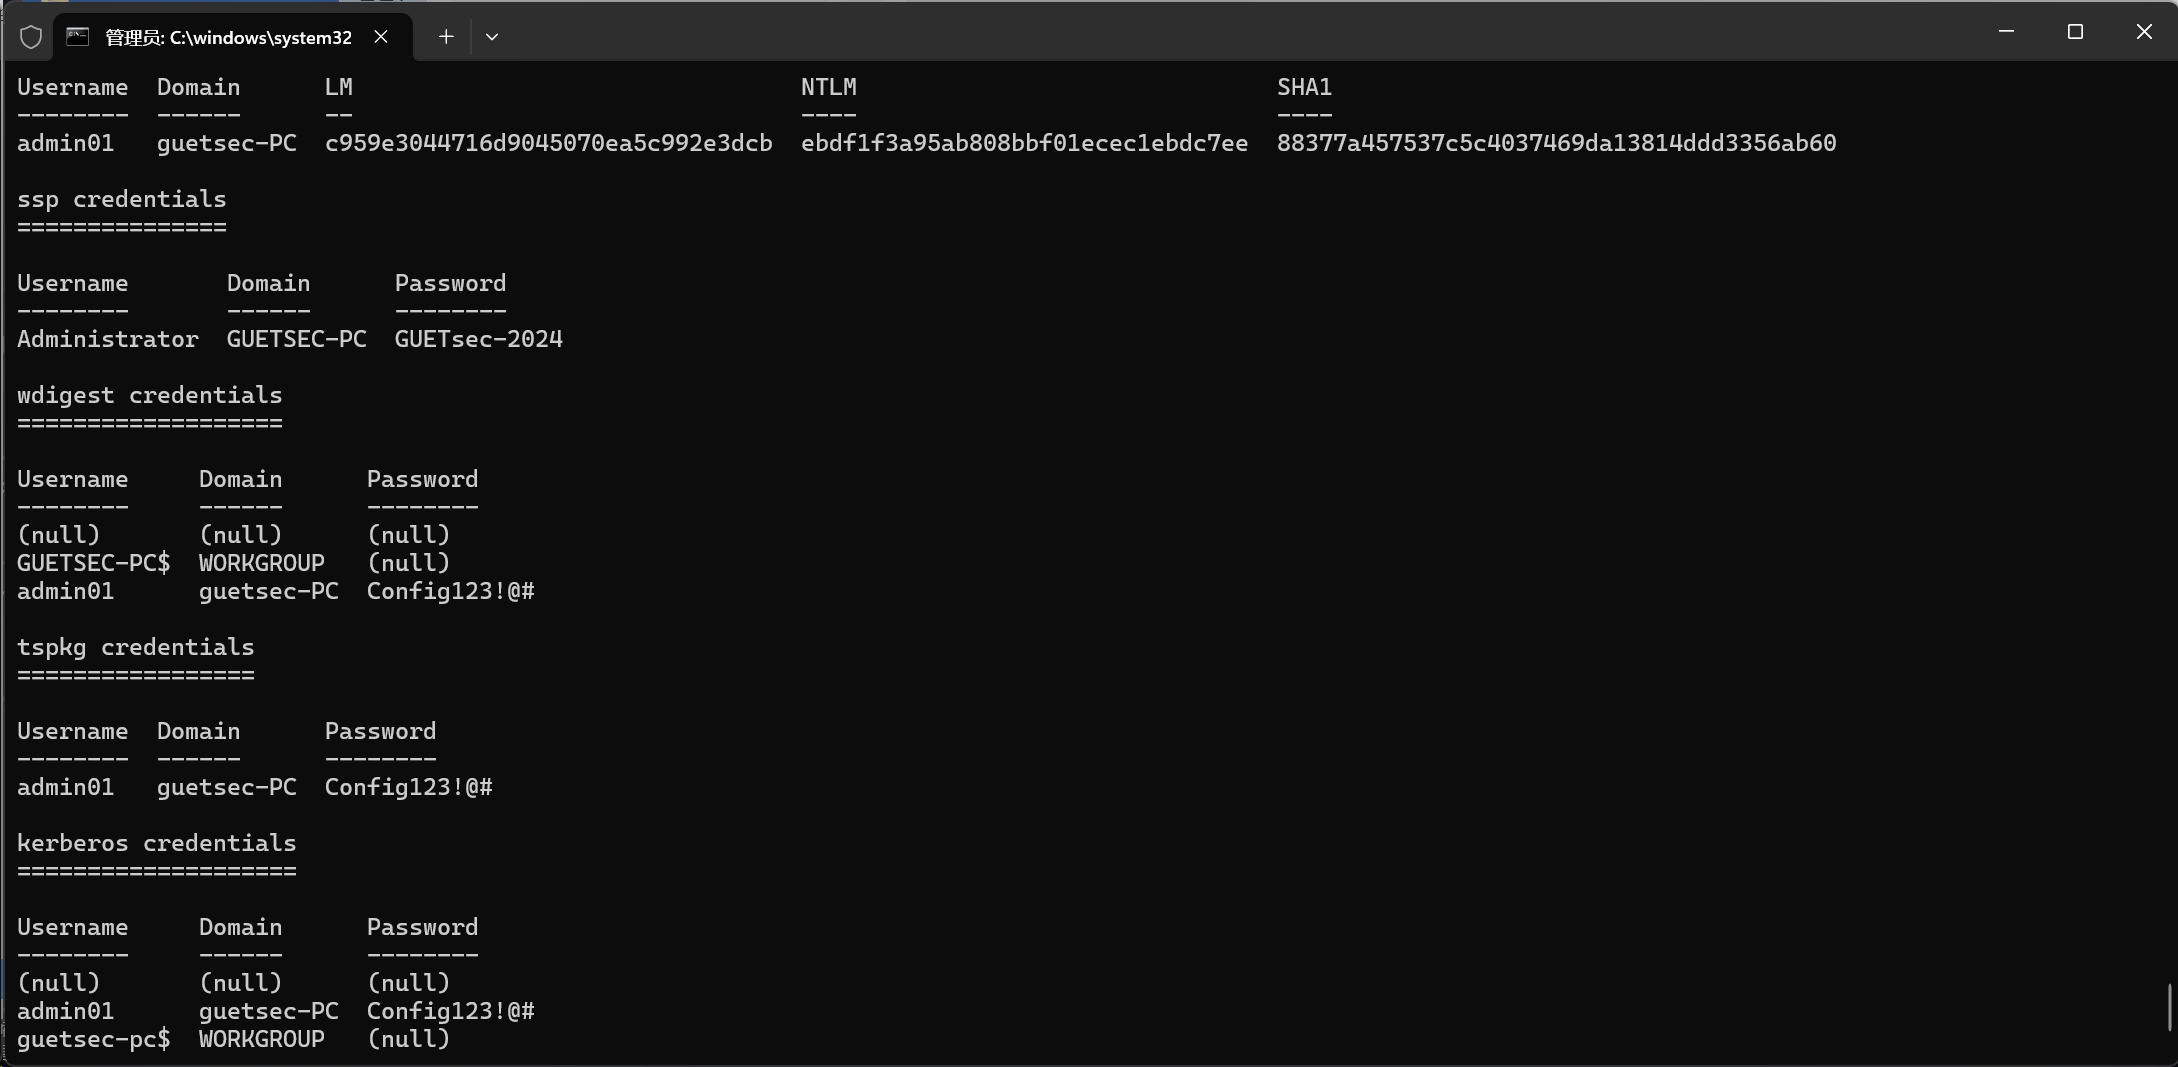 管理员: C:\windows\system32
Username  Domain      LM                                NTLM                              SHA1
--------  ------      --                                ----                              ----
admin01   guetsec-PC  c959e3044716d9045070ea5c992e3dcb  ebdf1f3a95ab808bbf01ecec1ebdc7ee  88377a457537c5c4037469da13814ddd3356ab60
ssp credentials
===============
Username       Domain      Password
--------       ------      --------
Administrator  GUETSEC-PC  GUETsec-2024
wdigest credentials
===================
Username     Domain      Password
--------     ------      --------
(null)       (null)      (null)
GUETSEC-PC$  WORKGROUP   (null)
admin01      guetsec-PC  Config123!@#
tspkg credentials
=================
Username  Domain      Password
--------  ------      --------
admin01   guetsec-PC  Config123!@#
kerberos credentials
====================
Username     Domain      Password
--------     ------      --------
(null)       (null)      (null)
admin01      guetsec-PC  Config123!@#
guetsec-pc$  WORKGROUP   (null)